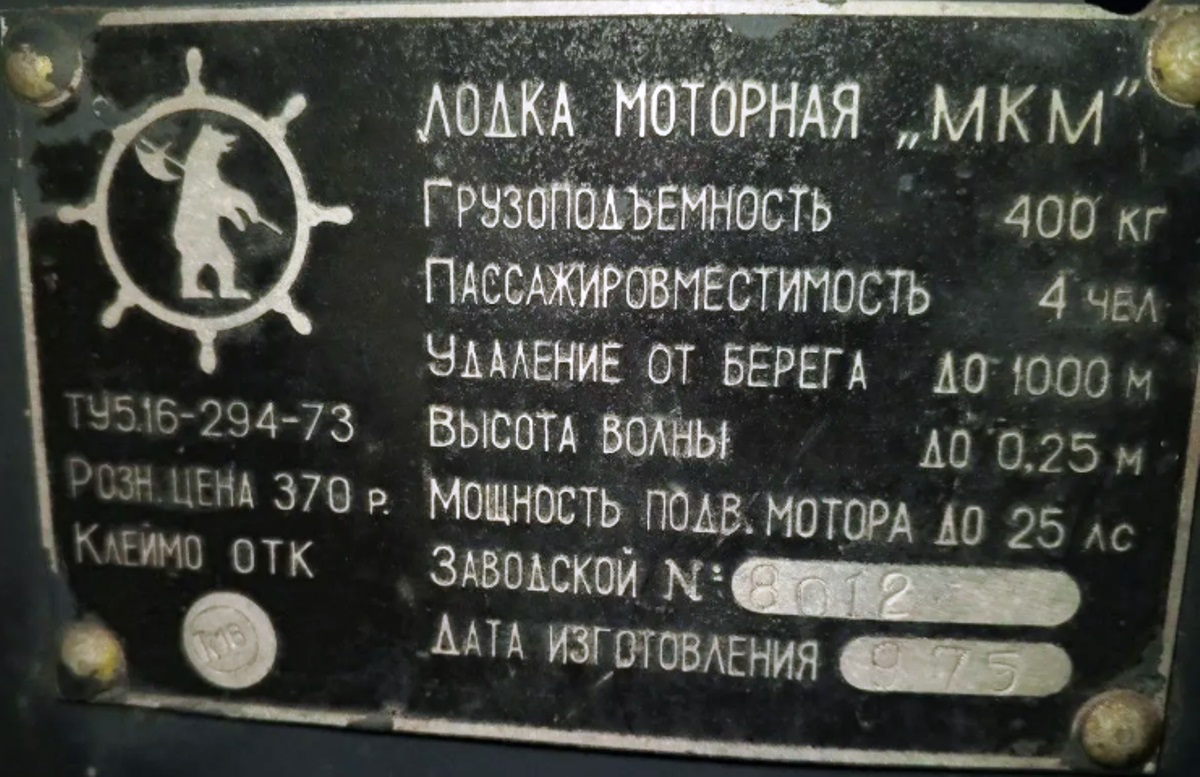 ЛОДКА МОТОРНАЯ „МКМ"
ГРУЗОПОДЪЕМНОСТЬ 400 КГ
ПАССАЖИРОВМЕСТИМОСТЬ 4 ЧЕЛ
УДАЛЕНИЕ ОТ БЕРЕГА ДО 1000 М
ВЫСОТА ВОЛНЫ ДО 0,25 М
МОЩНОСТЬ ПОДВ. МОТОРА ДО 25 ЛС
ЗАВОДСКОЙ №: 8012
ДАТА ИЗГОТОВЛЕНИЯ 9 75
ТУ5.16-294-73
РОЗН. ЦЕНА 370 Р.
КЛЕЙМО ОТК